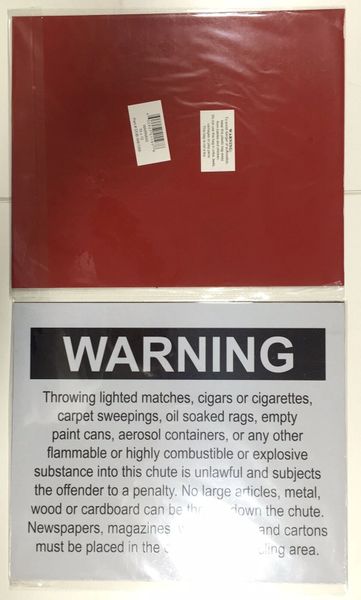 WARNING
WARNING
Throwing lighted matches, cigars or cigarettes,
carpet sweepings, oil soaked rags, empty
paint cans, aerosol containers, or any other
flammable or highly combustible or explosive
substance into this chute is unlawful and subjects
the offender to a penalty. No large articles, metal,
wood or cardboard can be down the chute.
Newspapers, magazines, and cartons
must be placed in the area.